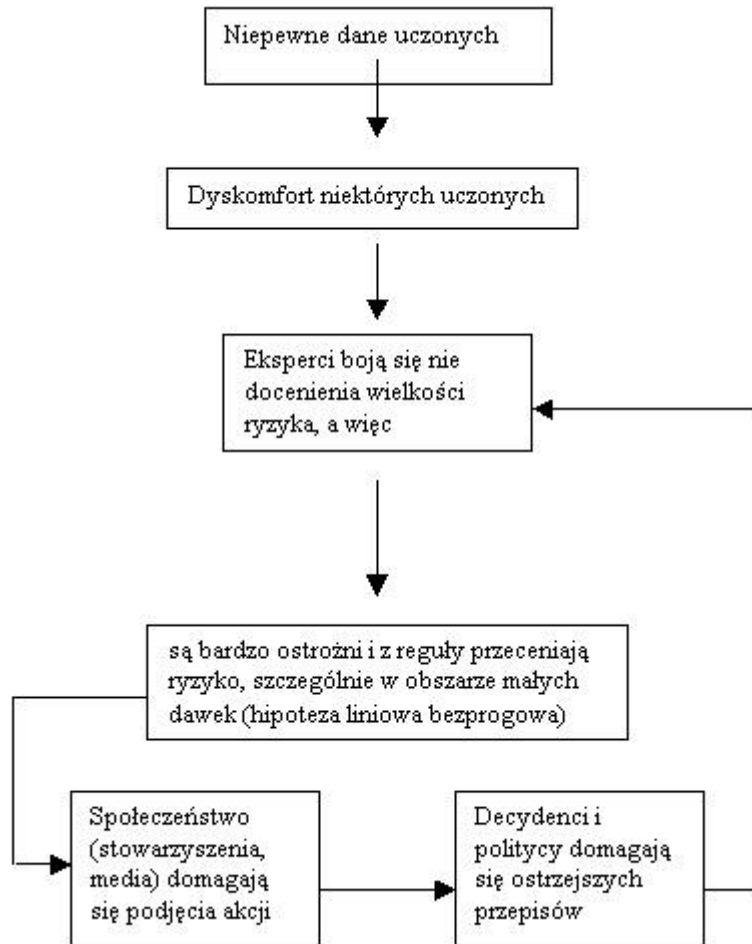 Niepewne dane uczonych
Dyskomfort niektórych uczonych
Eksperci boją się nie
docenienia wielkości
ryzyka, a więc
są bardzo ostrożni i z reguły przeceniają
ryzyko, szczególnie w obszarze małych
dawek (hipoteza liniowa bezprogowa)
Społeczeństwo
(stowarzyszenia,
media) domagają
się podjęcia akcji
Decydenci i
politycy domagają
się ostrzejszych
przepisów